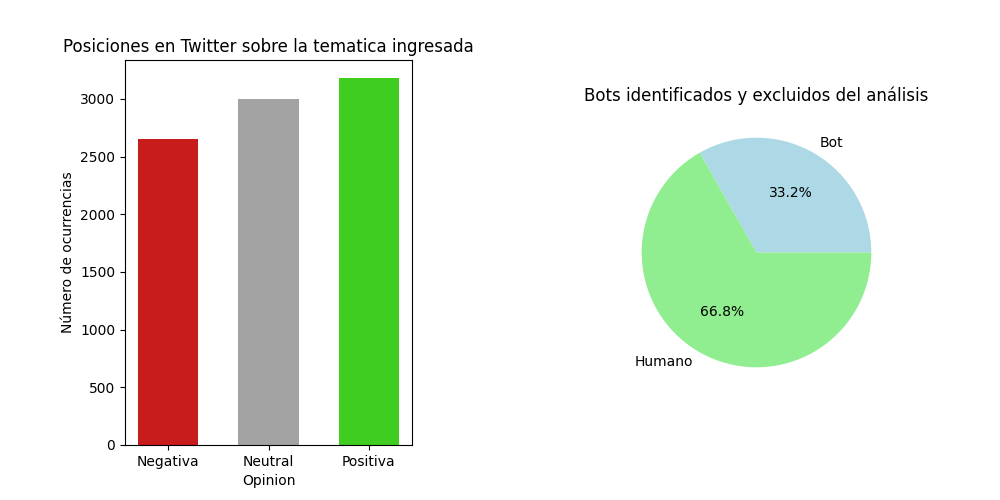 Posiciones en Twitter sobre la tematica ingresada
Número de ocurrencias
3000
2500
2000
1500
1000
500
0
Negativa
Neutral
Positiva
Opinion
Bots identificados y excluidos del análisis
Bot
33.2%
66.8%
Humano